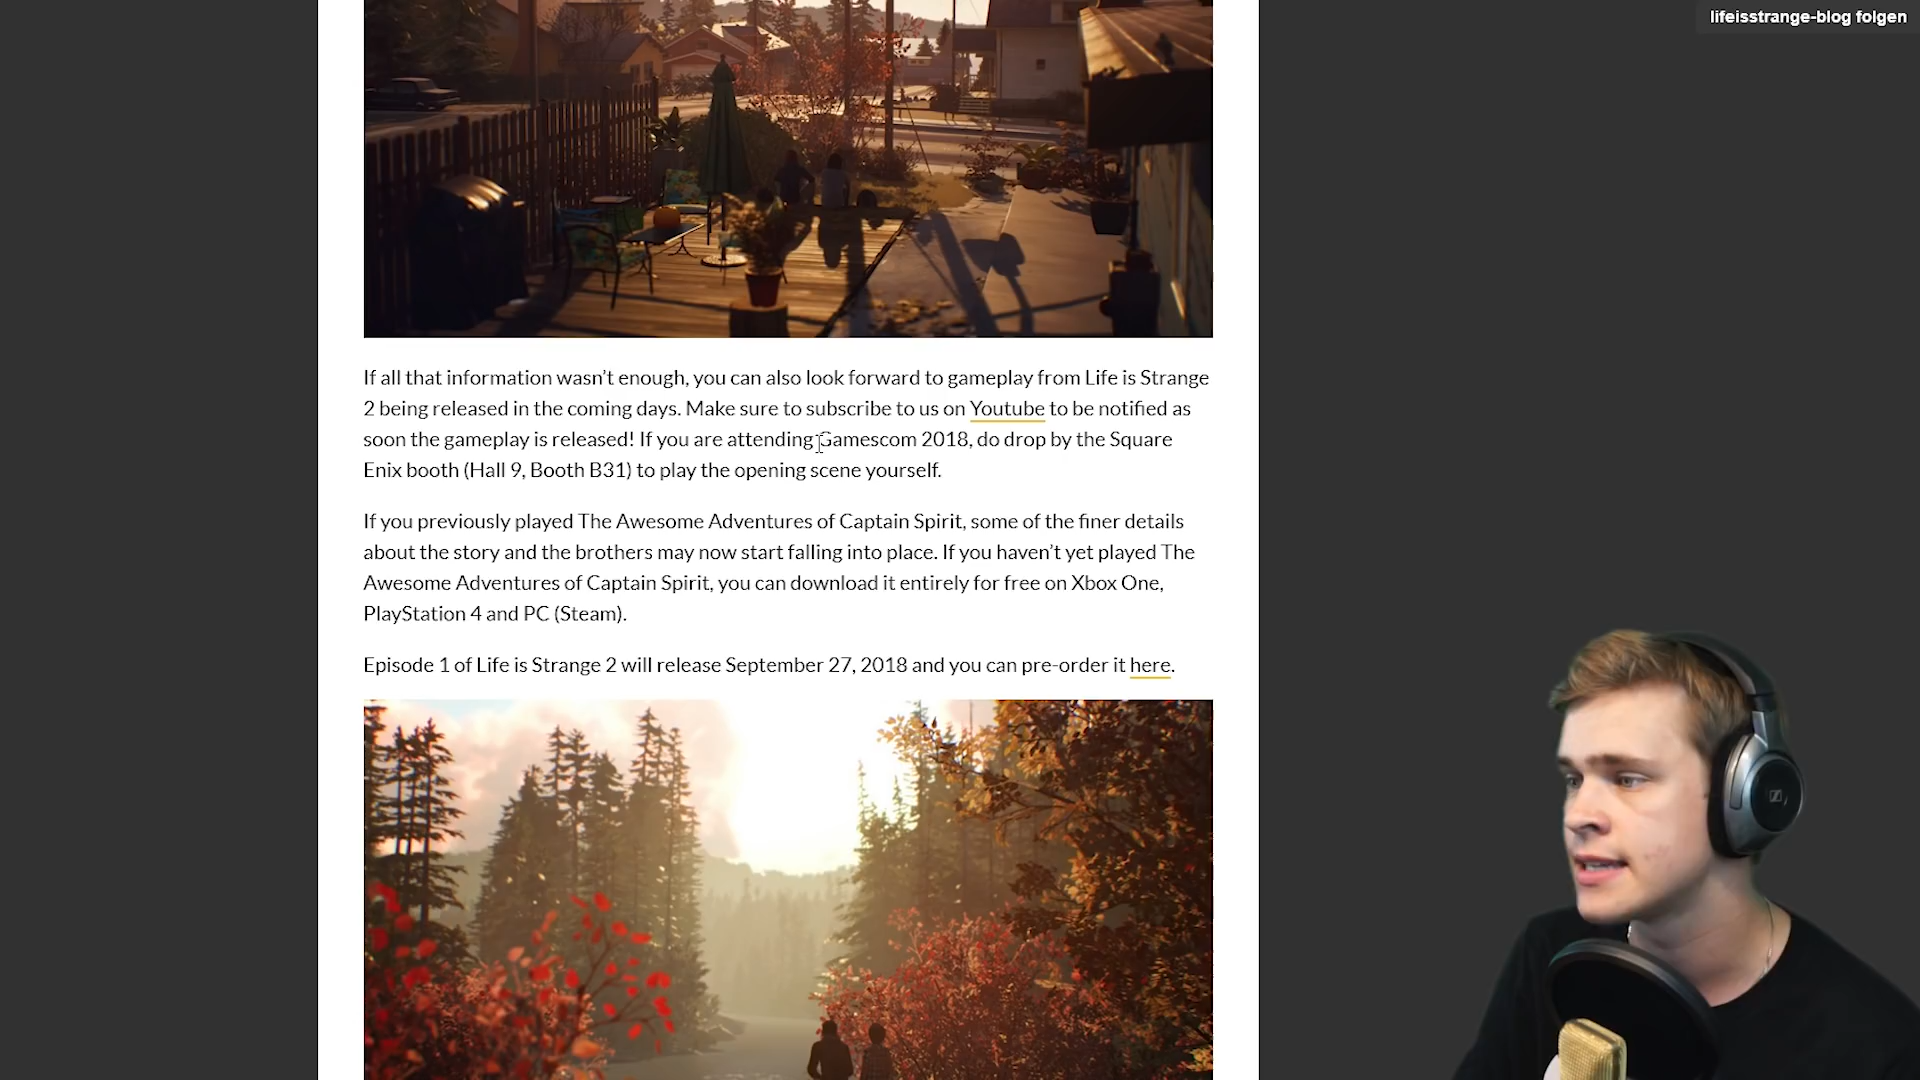 lifeisstrange-blog folgen
If all that information wasn’t enough, you can also look forward to gameplay from Life is Strange
2 being released in the coming days. Make sure to subscribe to us on Youtube to be notified as
soon the gameplay is released! If you are attending Gamescom 2018, do drop by the Square
Enix booth (Hall 9, Booth B31) to play the opening scene yourself.
If you previously played The Awesome Adventures of Captain Spirit, some of the finer details
about the story and the brothers may now start falling into place. If you haven’t yet played The
Awesome Adventures of Captain Spirit, you can download it entirely for free on Xbox One,
PlayStation 4 and PC (Steam).
Episode 1 of Life is Strange 2 will release September 27, 2018 and you can pre-order it here.